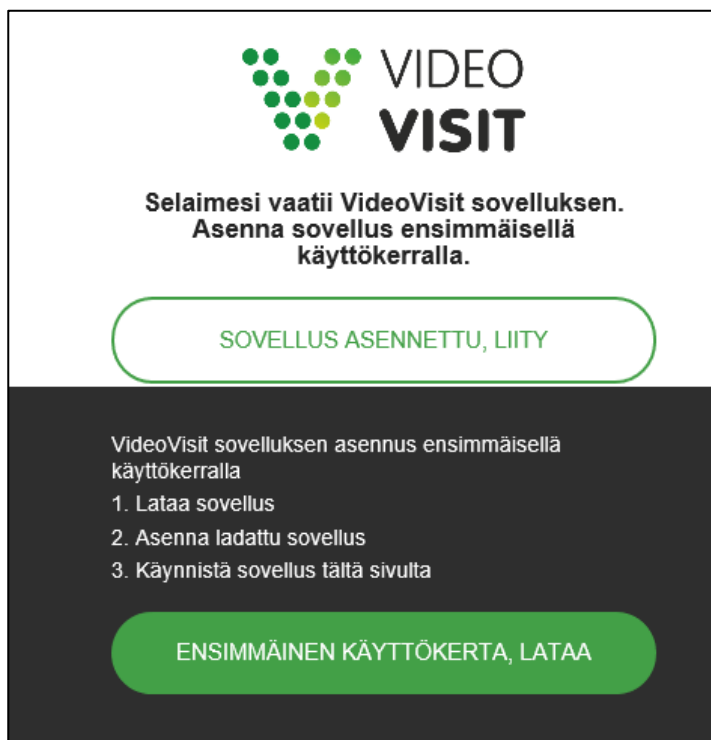 VIDEO
VISIT
Selaimesi vaatii VideoVisit sovelluksen.
Asenna sovellus ensimmäisellä
käyttökerralla.
SOVELLUS ASENNETTU, LIITY
VideoVisit sovelluksen asennus ensimmäisellä
käyttökerralla
1. Lataa sovellus
2. Asenna ladattu sovellus
3. Käynnistä sovellus tältä sivulta
ENSIMMÄINEN KÄYTTÖKERTA, LATAA